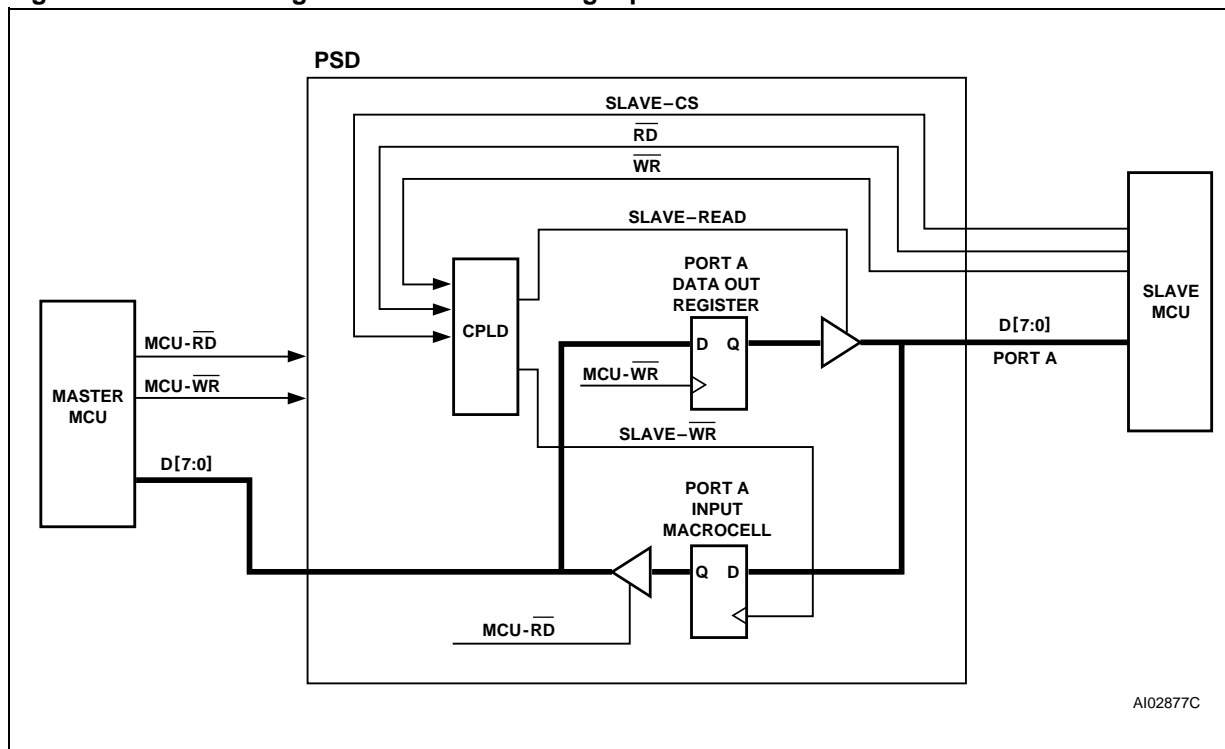 PSD
SLAVE–CS
RD
WR
SLAVE–READ
PORT A
DATA OUT
REGISTER
CPLD
D Q
MCU-WR
SLAVE-WR
MCU-RD
MCU-WR
MASTER
MCU
D[7:0]
SLAVE
MCU
D[7:0]
PORT A
PORT A
INPUT
MACROCELL
Q D
MCU-RD
AI02877C